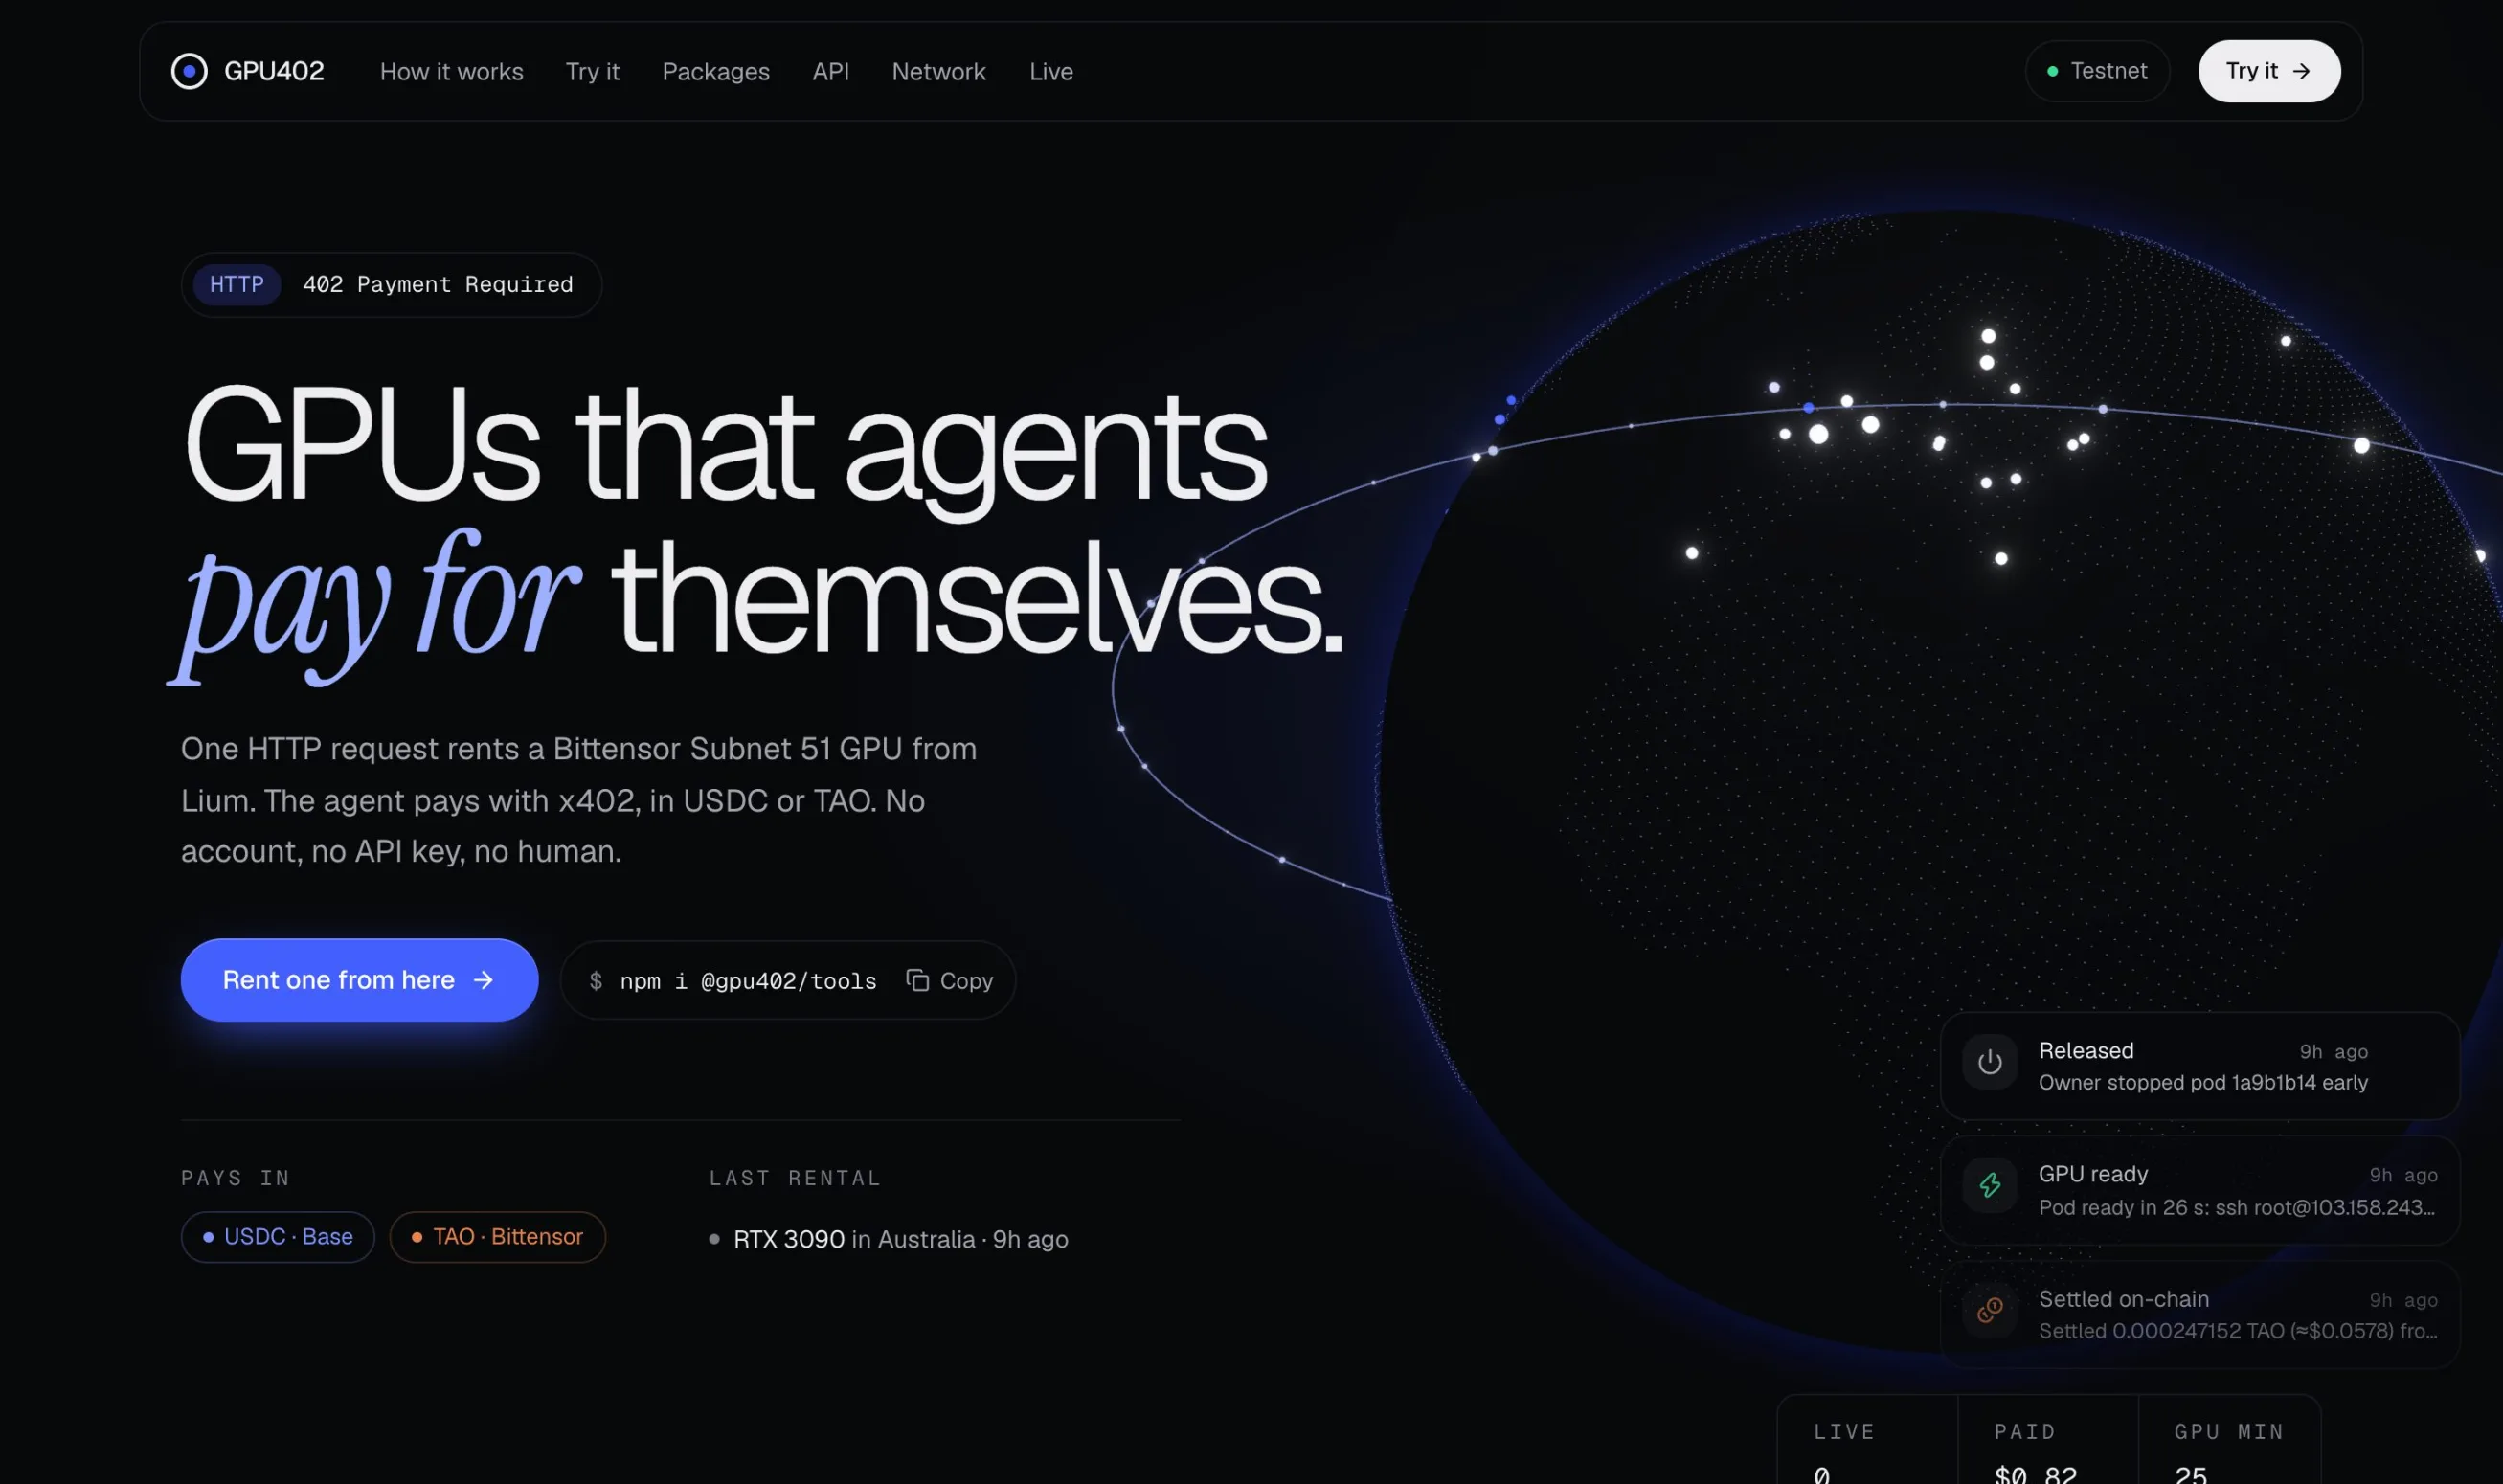 GPU402
How it works
Try it
Packages
API
Network
Live
Testnet
Try it →
HTTP 402 Payment Required
GPUs that agents
pay for themselves.
One HTTP request rents a Bittensor Subnet 51 GPU from
Lium. The agent pays with x402, in USDC or TAO. No
account, no API key, no human.
Rent one from here →
$ npm i @gpu402/tools Copy
PAYS IN
USDC · Base
TAO · Bittensor
LAST RENTAL
RTX 3090 in Australia · 9h ago
Released 9h ago
Owner stopped pod 1a9b1b14 early
GPU ready 9h ago
Pod ready in 26 s: ssh root@103.158.243…
Settled on-chain 9h ago
Settled 0.000247152 TAO (≈$0.0578) fro…
LIVE
0
PAID
$0.82
GPU MIN
25